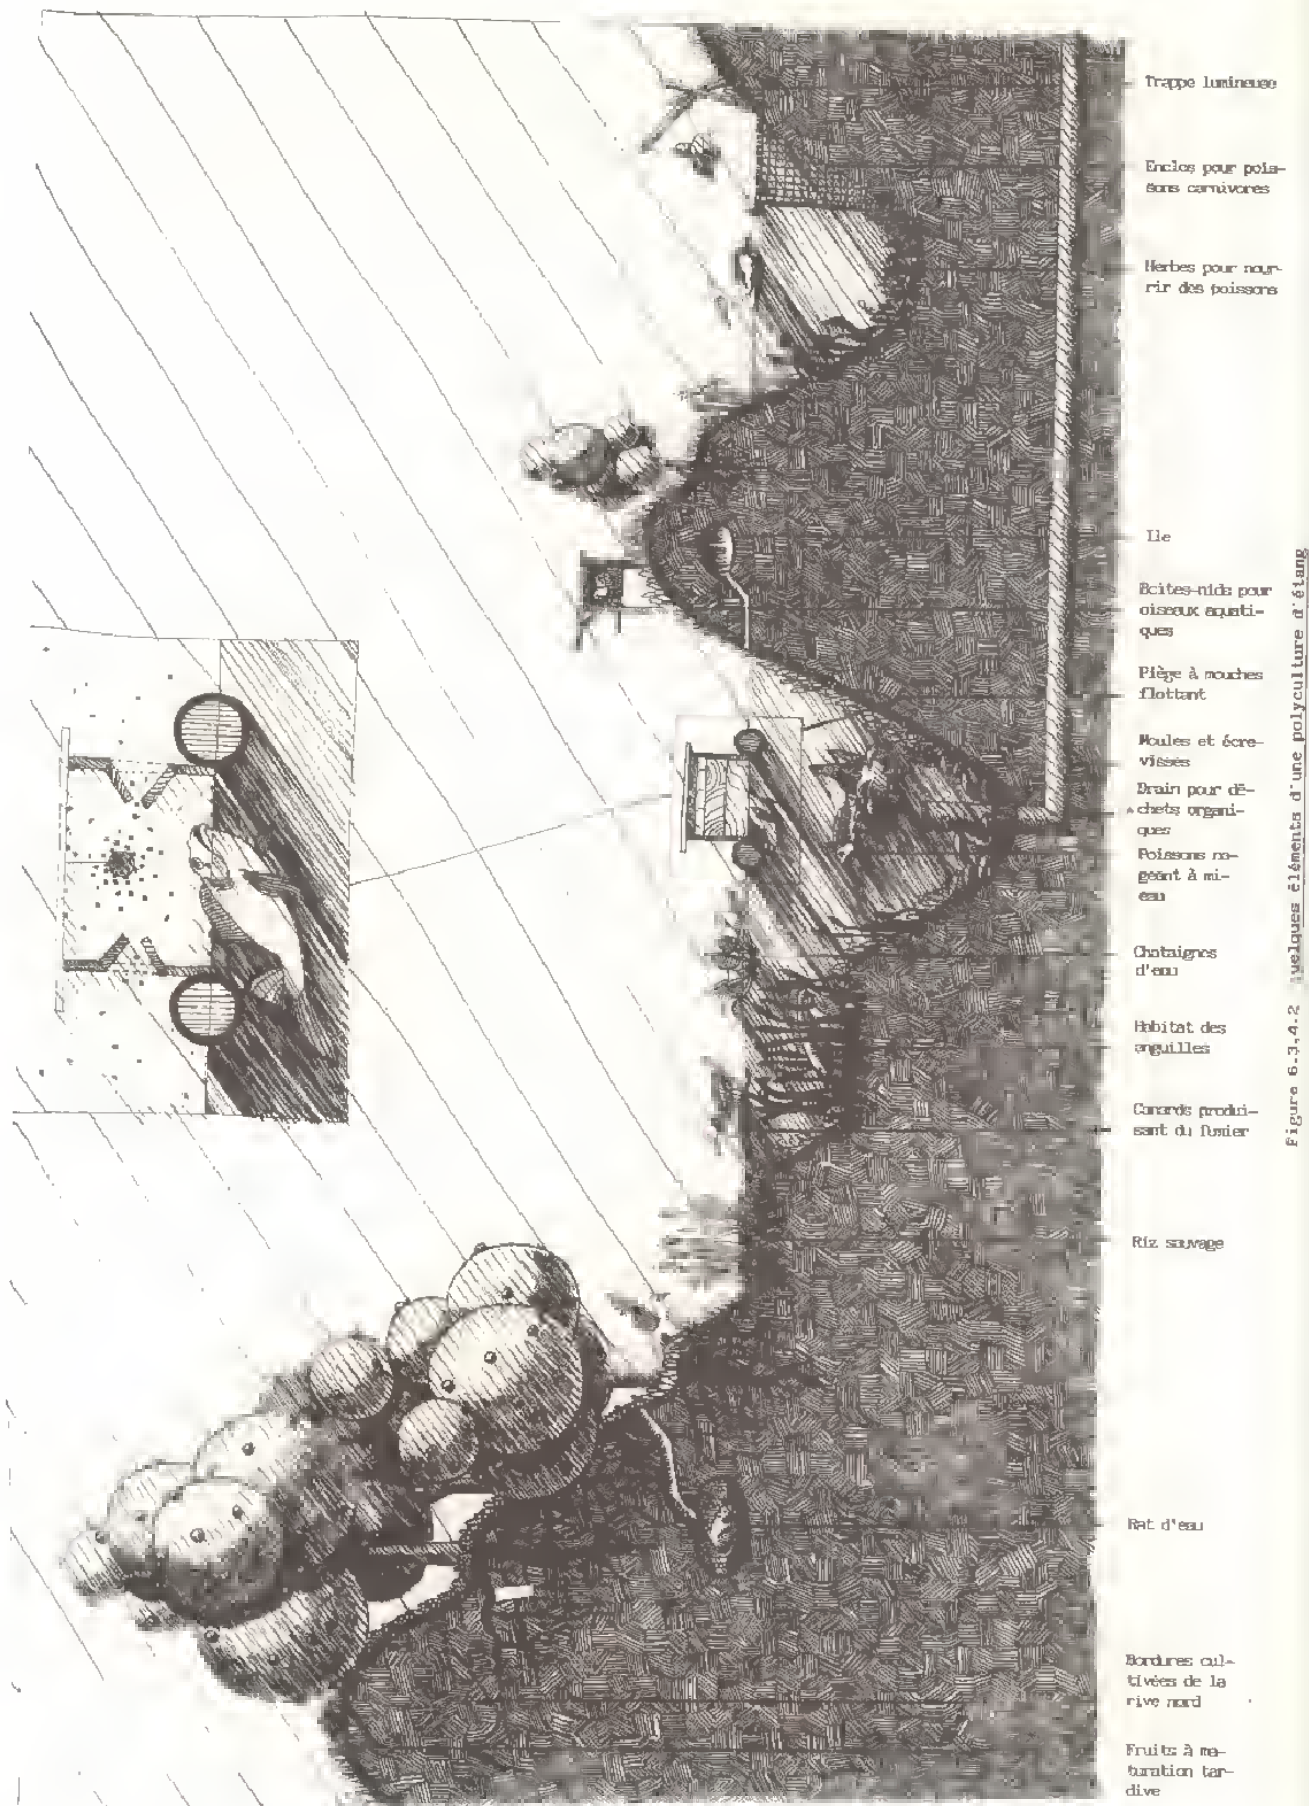 Trappe lumineuse
Enclos pour pois-
sons carnivores
Herbes pour nour-
rir des poissons
Ile
Boites-nids pour
oiseaux aquati-
ques
Piège à mouches
flottant
Moules et écre-
visses
Drain pour dé-
chets organi-
ques
Poissons na-
geant à mi-
eau
Chataignes
d'eau
Habitat des
anguilles
Canards produi-
sant du fumier
Riz sauvage
Rat d'eau
Bordures cul-
tivées de la
rive nord
Fruits à ma-
turation tar-
dive
Figure 6.3.4.2 quelques éléments d'une polyculture d'étang